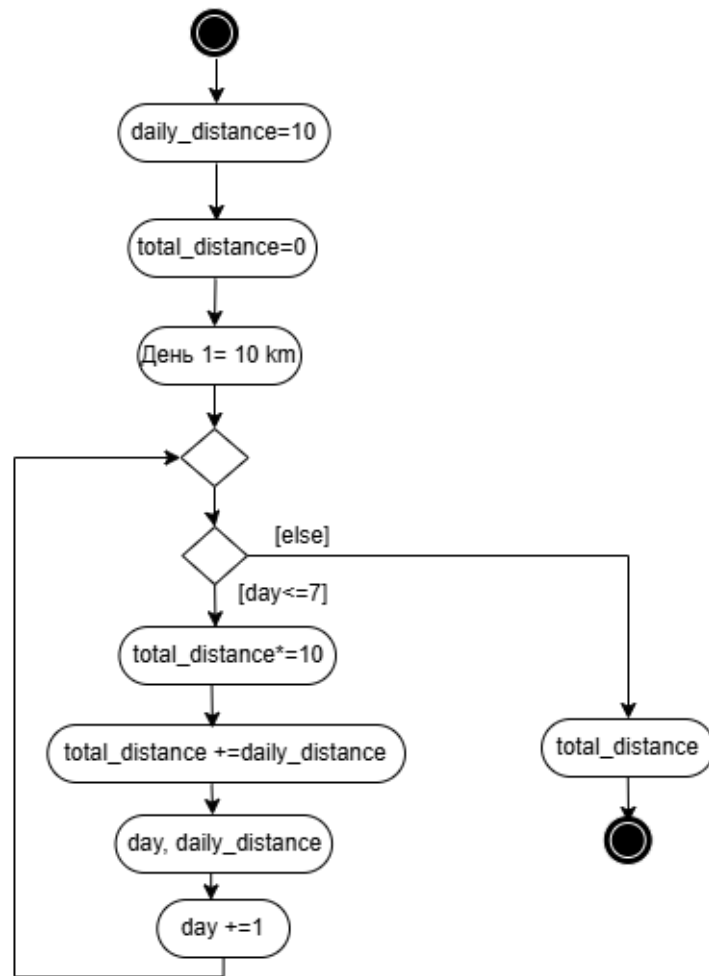 daily_distance=10
total_distance=0
День 1= 10 km
[else]
[day<=7]
total_distance*=10
total_distance +=daily_distance
total_distance
day, daily_distance
day +=1